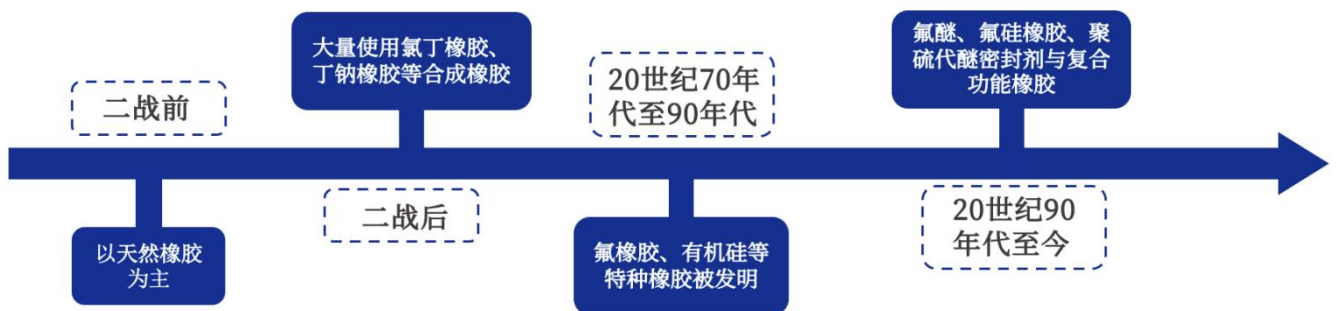 二战前
以天然橡胶
为主
大量使用氯丁橡胶、
丁钠橡胶等合成橡胶
二战后
20世纪70年
代至90年代
氟橡胶、有机硅等
特种橡胶被发明
氟醚、氟硅橡胶、聚
硫代醚密封剂与复合
功能橡胶
20世纪90
年代至今